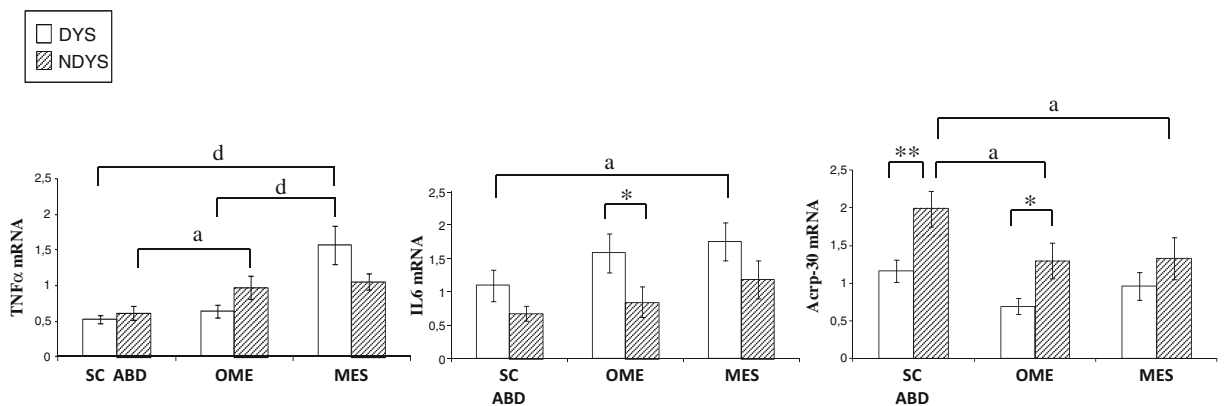 DYS
NDYS
TNFα mRNA
2,5
2
1,5
1
0,5
0
d
d
a
SC ABD
OME
MES
IL6 mRNA
2,5
2
1,5
1
0,5
0
a
*
SC
ABD
OME
MES
Acrp-30 mRNA
2,5
2
1,5
1
0,5
0
a
**
a
*
SC
ABD
OME
MES